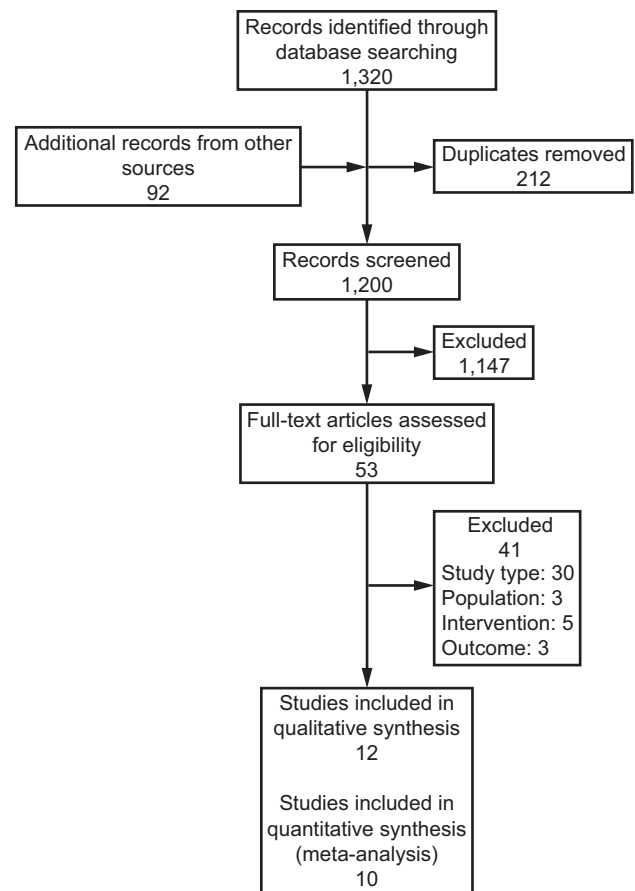 Records identified through
database searching
1,320
Additional records from other
sources
92
Duplicates removed
212
Records screened
1,200
Excluded
1,147
Full-text articles assessed
for eligibility
53
Excluded
41
Study type: 30
Population: 3
Intervention: 5
Outcome: 3
Studies included in
qualitative synthesis
12
Studies included in
quantitative synthesis
(meta-analysis)
10